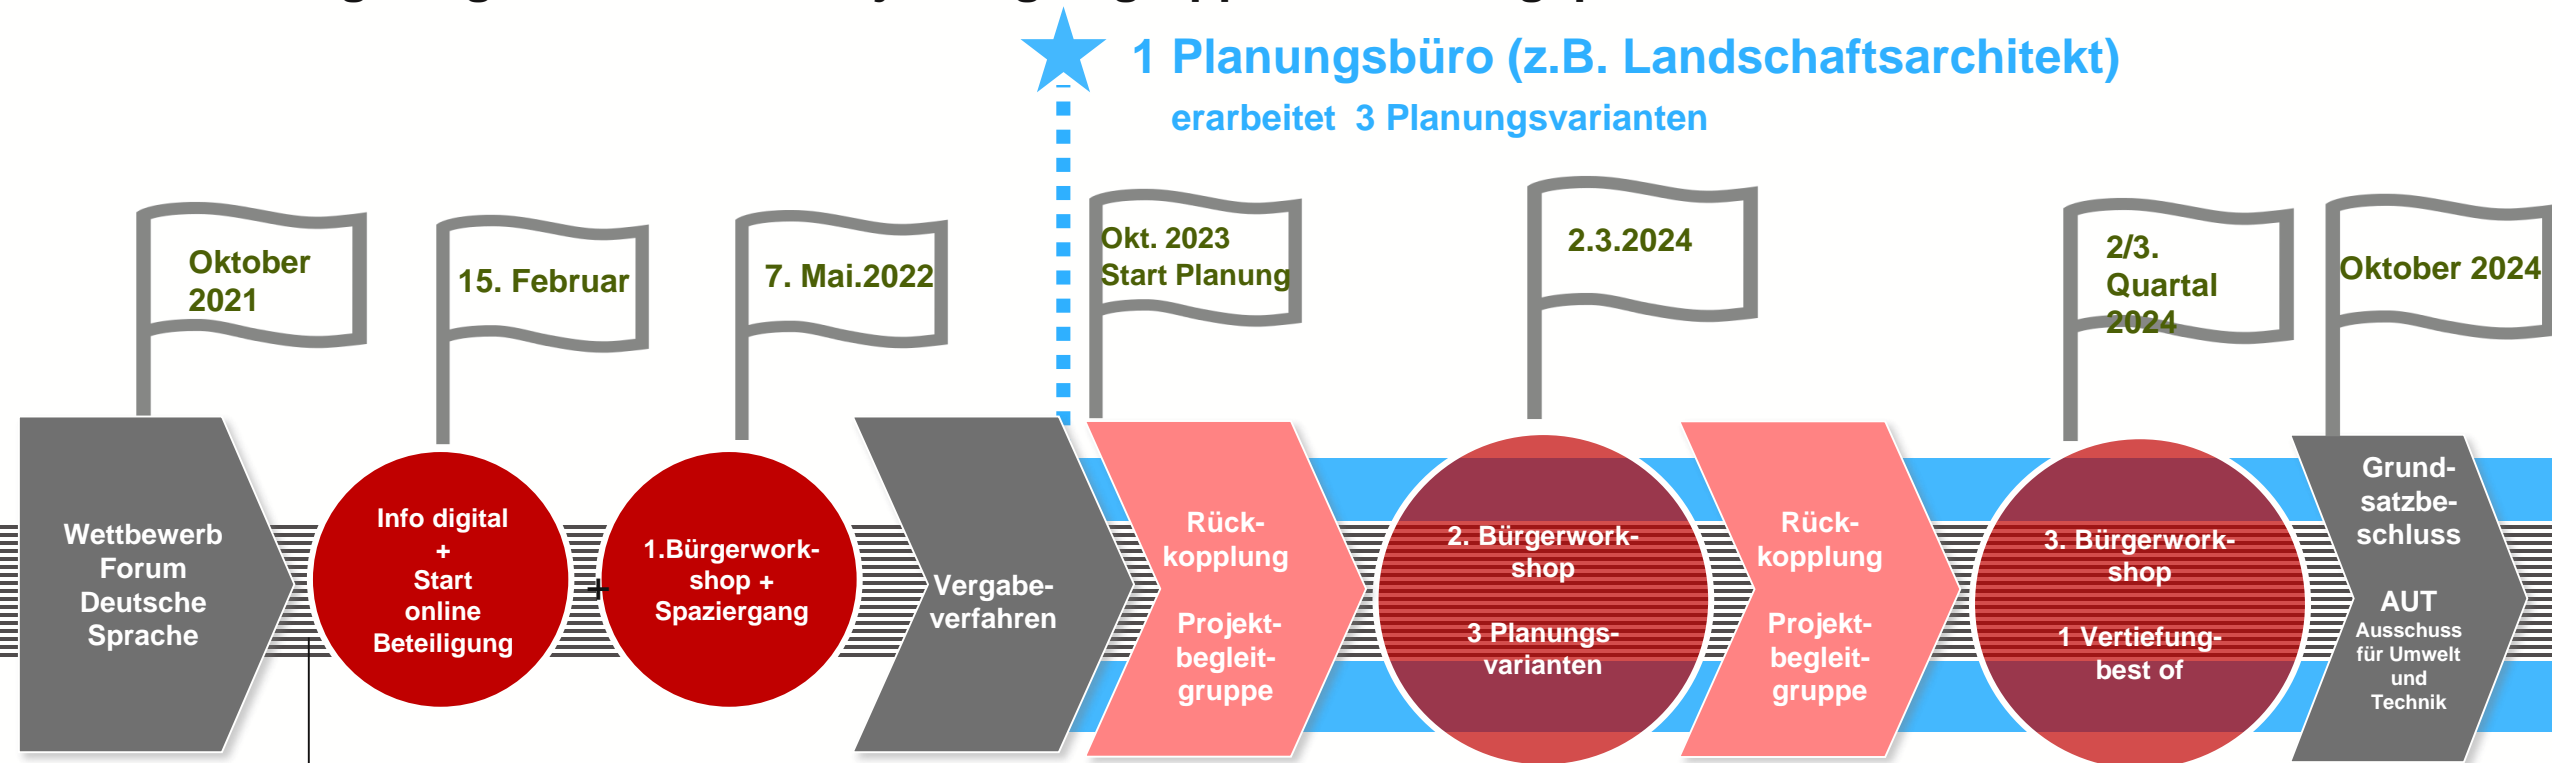 1 Planungsbüro (z.B. Landschaftsarchitekt)
erarbeitet 3 Planungsvarianten
Oktober
2021
15. Februar
7. Mai.2022
Okt. 2023
Start Planung
2.3.2024
2/3.
Quartal
2024
Oktober 2024
Wettbewerb
Forum
Deutsche
Sprache
Info digital
+
Start
online
Beteiligung
+
1.Bürgerwork-
shop +
Spaziergang
Vergabe-
verfahren
Rück-
kopplung
Projekt-
begleit-
gruppe
2. Bürgerwork-
shop
3 Planungs-
varianten
Rück-
kopplung
Projekt-
begleit-
gruppe
3. Bürgerwork-
shop
1 Vertiefung-
best of
Grund-
satzbe-
schluss
AUT
Ausschuss
für Umwelt
und
Technik